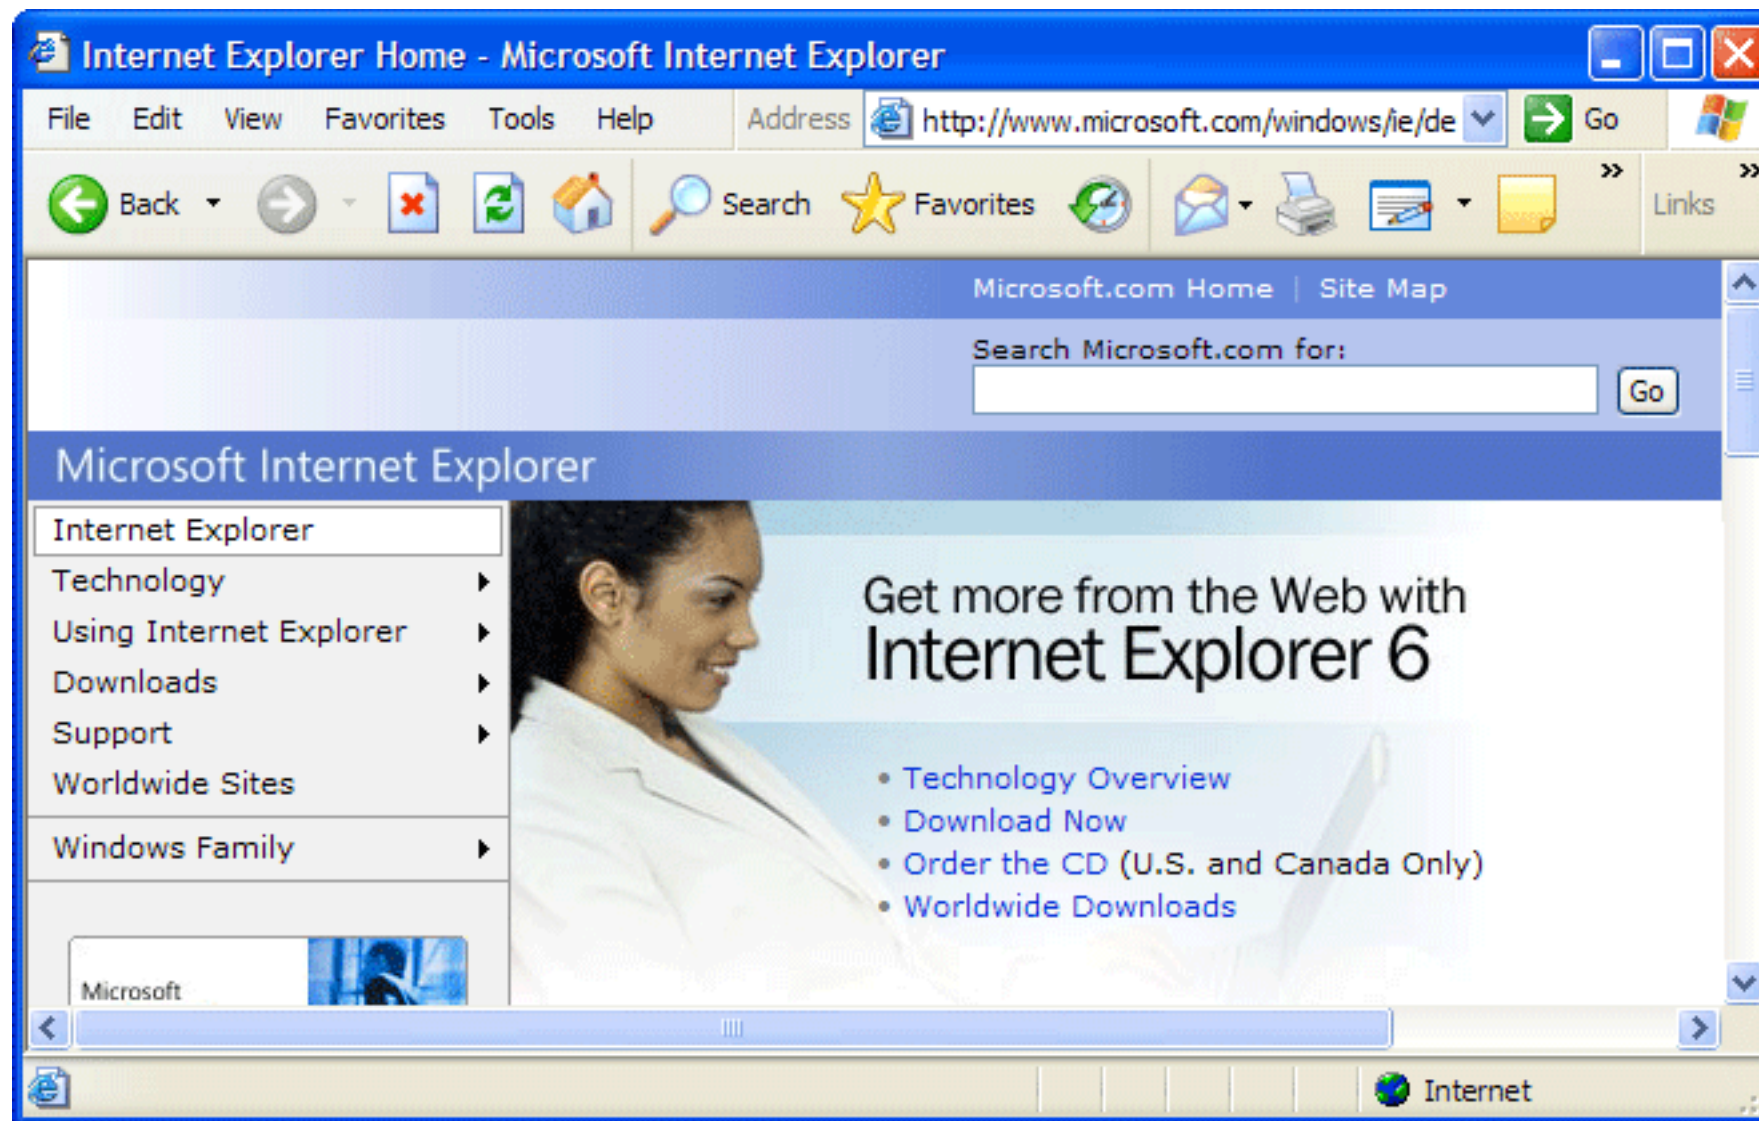 Internet Explorer Home - Microsoft Internet Explorer
File Edit View Favorites Tools Help Address http://www.microsoft.com/windows/ie/de Go
Back Search Favorites » Links »
Microsoft.com Home | Site Map
Search Microsoft.com for:
Go
Microsoft Internet Explorer
Internet Explorer
Technology
Using Internet Explorer
Downloads
Support
Worldwide Sites
Windows Family
Microsoft
Get more from the Web with
Internet Explorer 6
• Technology Overview
• Download Now
• Order the CD (U.S. and Canada Only)
• Worldwide Downloads
Internet